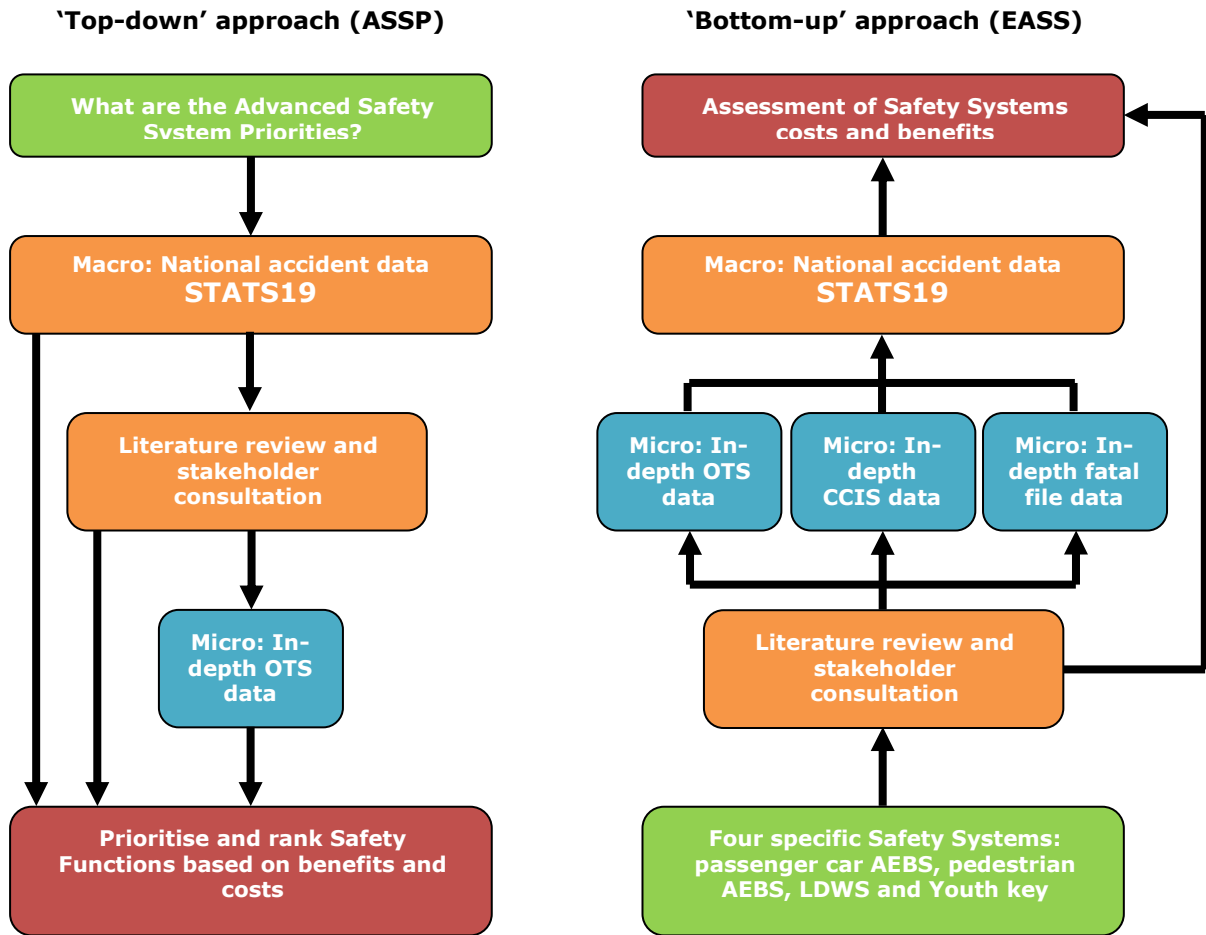 ‘Top-down’ approach (ASSP)
What are the Advanced Safety
System Priorities?
Macro: National accident data
STATS19
Literature review and
stakeholder
consultation
Micro: In-
depth OTS
data
Prioritise and rank Safety
Functions based on benefits and
costs
‘Bottom-up’ approach (EASS)
Assessment of Safety Systems
costs and benefits
Macro: National accident data
STATS19
Micro: In-
depth OTS
data
Micro: In-
depth
CCIS data
Micro: In-
depth fatal
file data
Literature review and
stakeholder
consultation
Four specific Safety Systems:
passenger car AEBS, pedestrian
AEBS, LDWS and Youth key